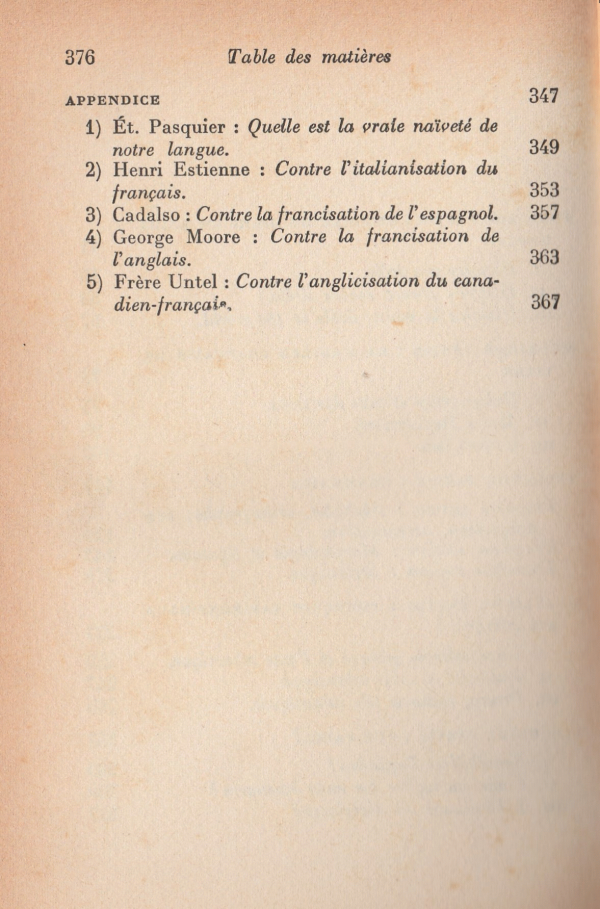 376 Table des matières
APPENDICE 347
1) Ét. Pasquier : Quelle est la vraie naïveté de
notre langue. 349
2) Henri Estienne : Contre l'italianisation du
français. 353
3) Cadalso : Contre la francisation de l'espagnol. 357
4) George Moore : Contre la francisation de
l'anglais. 363
5) Frère Untel : Contre l'anglicisation du cana-
dien-français. 367